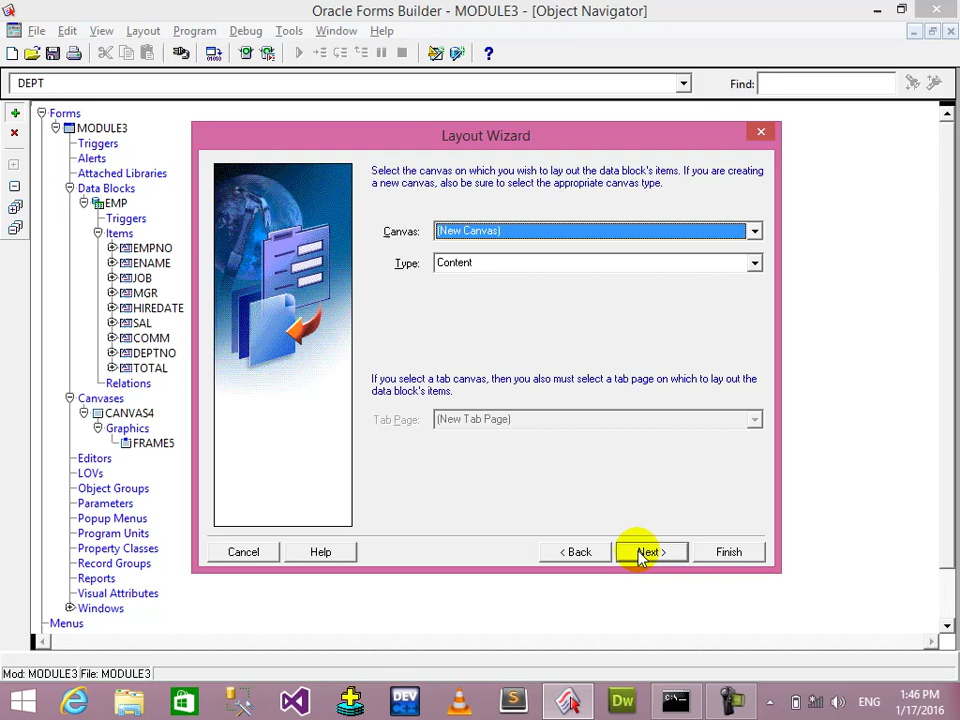 Oracle Forms Builder - MODULE3 - [Object Navigator]
File Edit View Layout Program Debug Tools Window Help
DEPT
Find:
Forms
MODULE3
Triggers
Alerts
Attached Libraries
Data Blocks
EMP
Triggers
Items
EMPNO
ENAME
JOB
MGR
HIREDATE
SAL
COMM
DEPTNO
TOTAL
Relations
Canvases
CANVAS4
Graphics
FRAME5
Editors
LOVs
Object Groups
Parameters
Popup Menus
Program Units
Property Classes
Record Groups
Reports
Visual Attributes
Windows
Menus
Layout Wizard
Select the canvas on which you wish to lay out the data block's items. If you are creating
a new canvas, also be sure to select the appropriate canvas type.
Canvas: (New Canvas)
Type: Content
If you select a tab canvas, then you also must select a tab page on which to lay out the
data block's items.
Tab Page: (New Tab Page)
Cancel Help < Back Next > Finish
Mod: MODULE3 File: MODULE3
DEV
C++
S
Dw
ENG
1:46 PM
1/17/2016